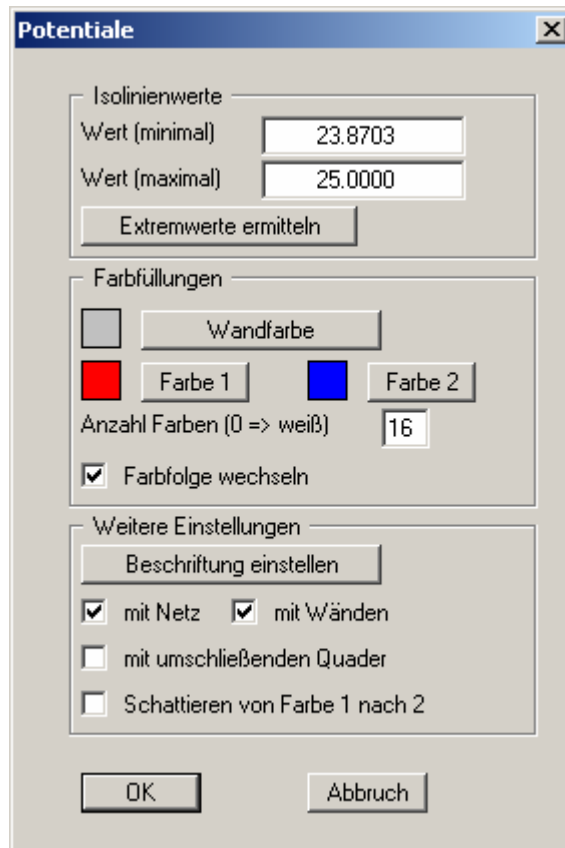 Potentiale
Isolinienwerte
Wert (minimal) 23.8703
Wert (maximal) 25.0000
Extremwerte ermitteln
Farbfüllungen
Wandfarbe
Farbe 1 Farbe 2
Anzahl Farben (0 => weiß) 16
Farbfolge wechseln
Weitere Einstellungen
Beschriftung einstellen
mit Netz mit Wänden
mit umschließenden Quader
Schattieren von Farbe 1 nach 2
OK Abbruch